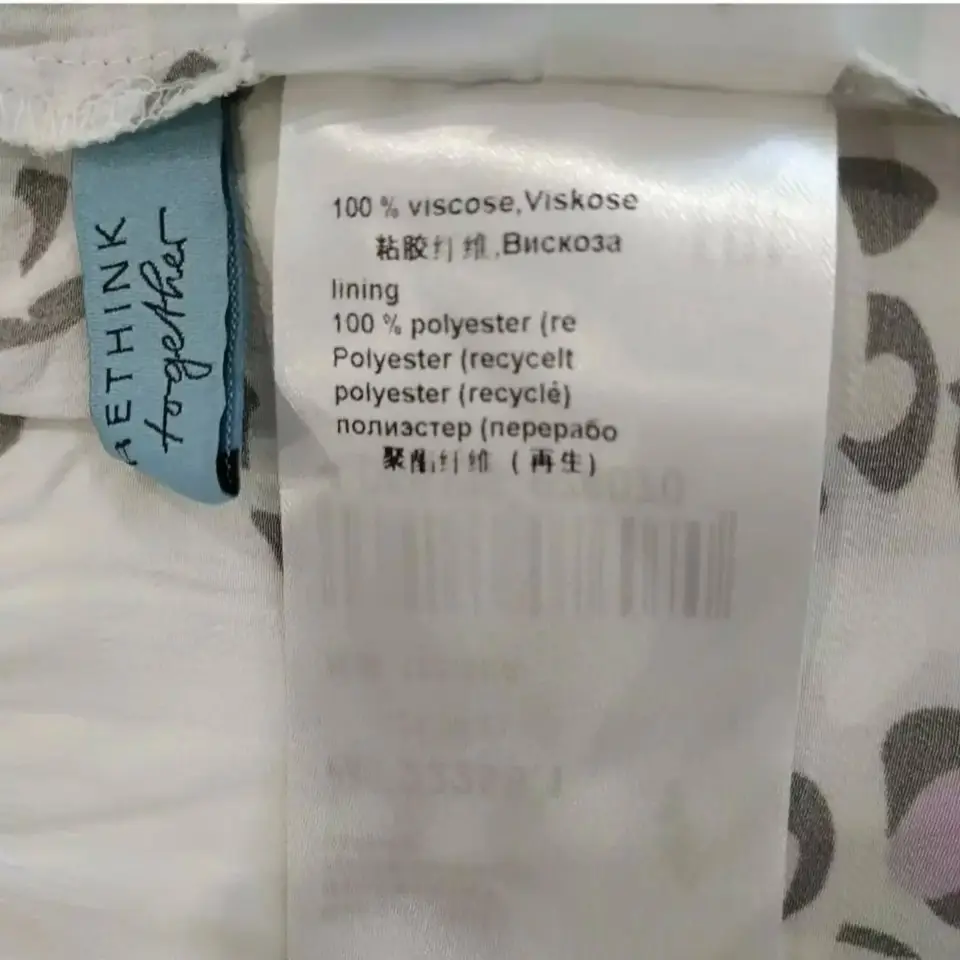 RETHINK
together
100 % viscose,Viskose
粘胶纤维,Вискоза
lining
100 % polyester (re
Polyester (recycelt
polyester (recyclé)
полиэстер (перерабо
聚酯纤维 (再生)